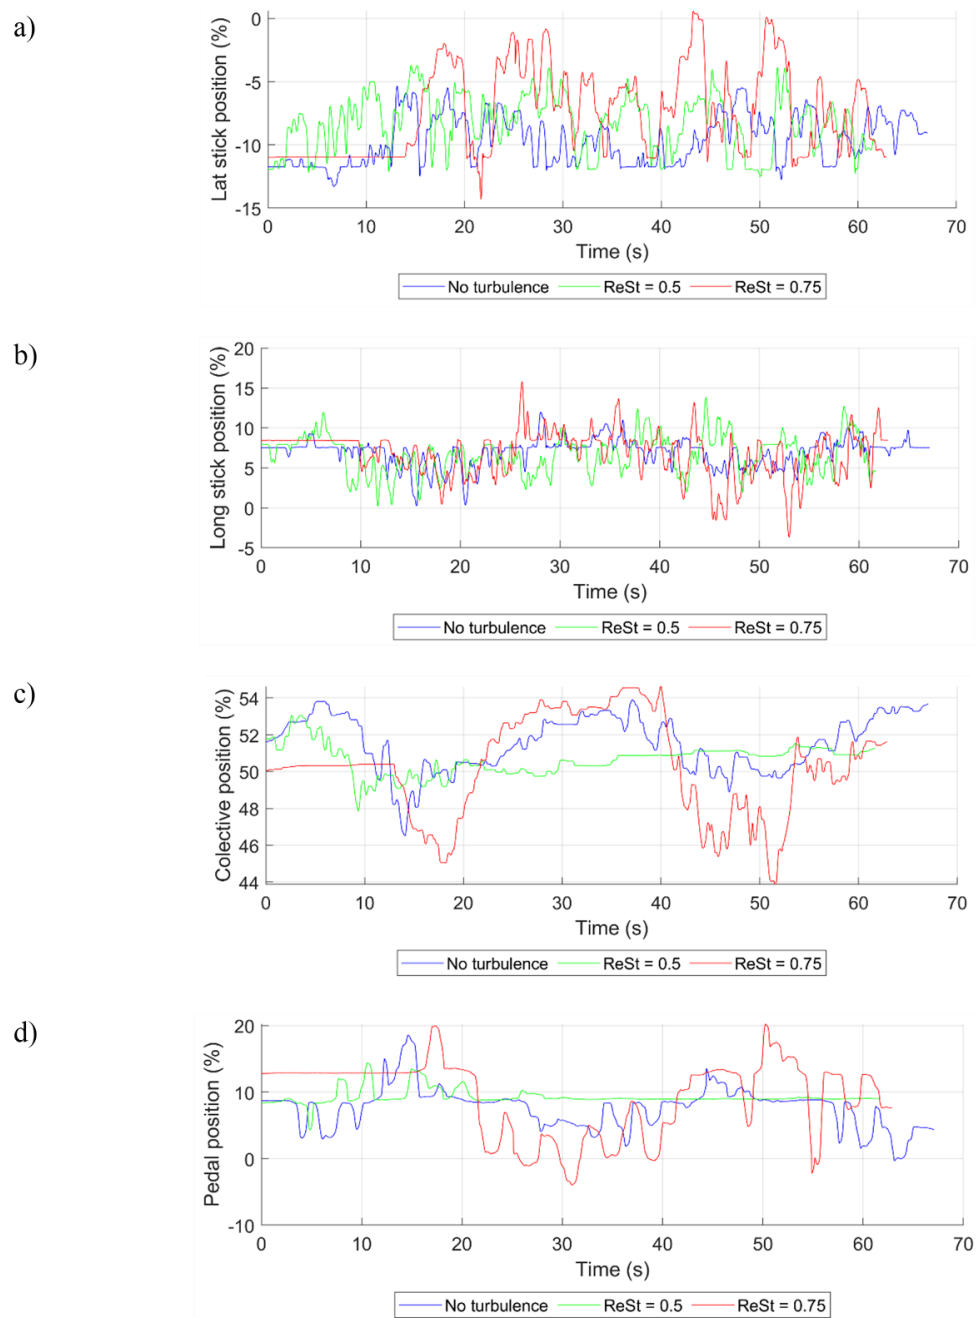 a)
0
-5
-10
-15
Lat stick position (%)
0 10 20 30 40 50 60 70
Time (s)
No turbulence ReSt = 0.5 ReSt = 0.75
b)
20
15
10
5
0
-5
Long stick position (%)
0 10 20 30 40 50 60 70
Time (s)
No turbulence ReSt = 0.5 ReSt = 0.75
c)
54
52
50
48
46
44
Colective position (%)
0 10 20 30 40 50 60 70
Time (s)
No turbulence ReSt = 0.5 ReSt = 0.75
d)
20
10
0
-10
Pedal position (%)
0 10 20 30 40 50 60 70
Time (s)
No turbulence ReSt = 0.5 ReSt = 0.75